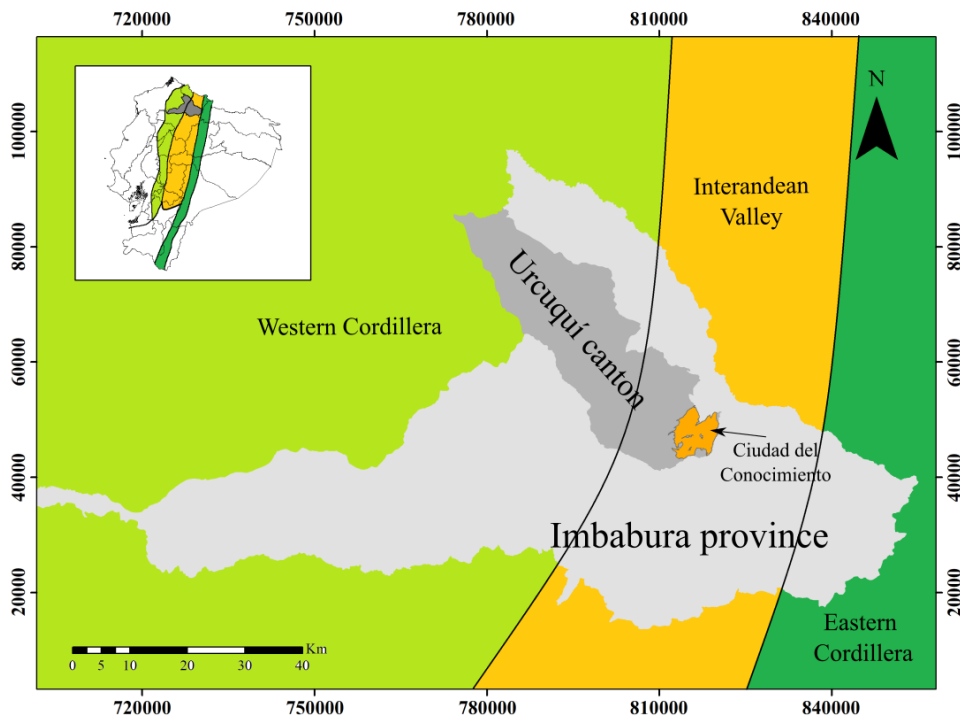 720000 750000 780000 810000 840000
N
100000
100000
Interandean
Valley
80000
80000
Urcuquí canton
Western Cordillera
60000
60000
Ciudad del
Conocimiento
40000
40000
Imbabura province
20000
20000
Eastern
Cordillera
Km
0 5 10 20 30 40
720000 750000 780000 810000 840000